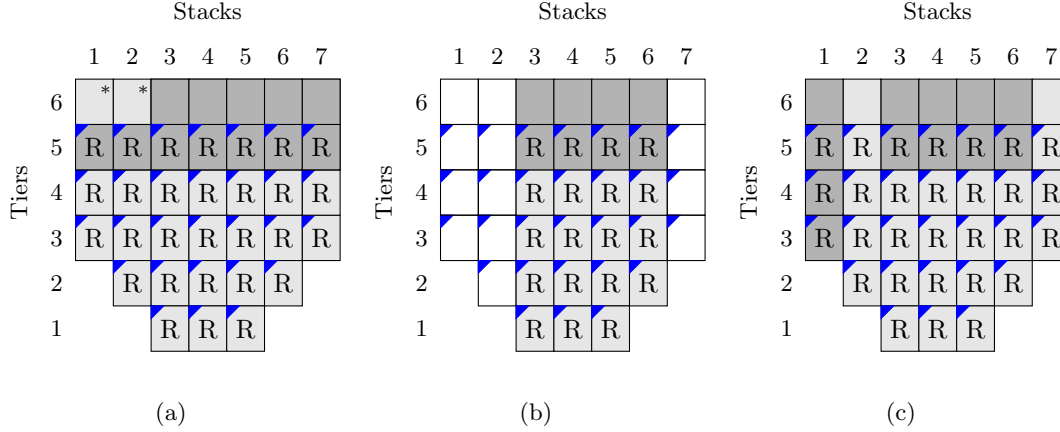 Stacks Stacks Stacks
1 2 3 4 5 6 7 1 2 3 4 5 6 7 1 2 3 4 5 6 7
6 * * 6 6
5 R R R R R R R 5 R R R R 5 R R R R R R R
4 R R R R R R R 4 R R R R 4 R R R R R R R
3 R R R R R R R 3 R R R R 3 R R R R R R R
2 R R R R R 2 R R R R 2 R R R R R
1 R R R 1 R R R 1 R R R
Tiers Tiers Tiers
(a) (b) (c)